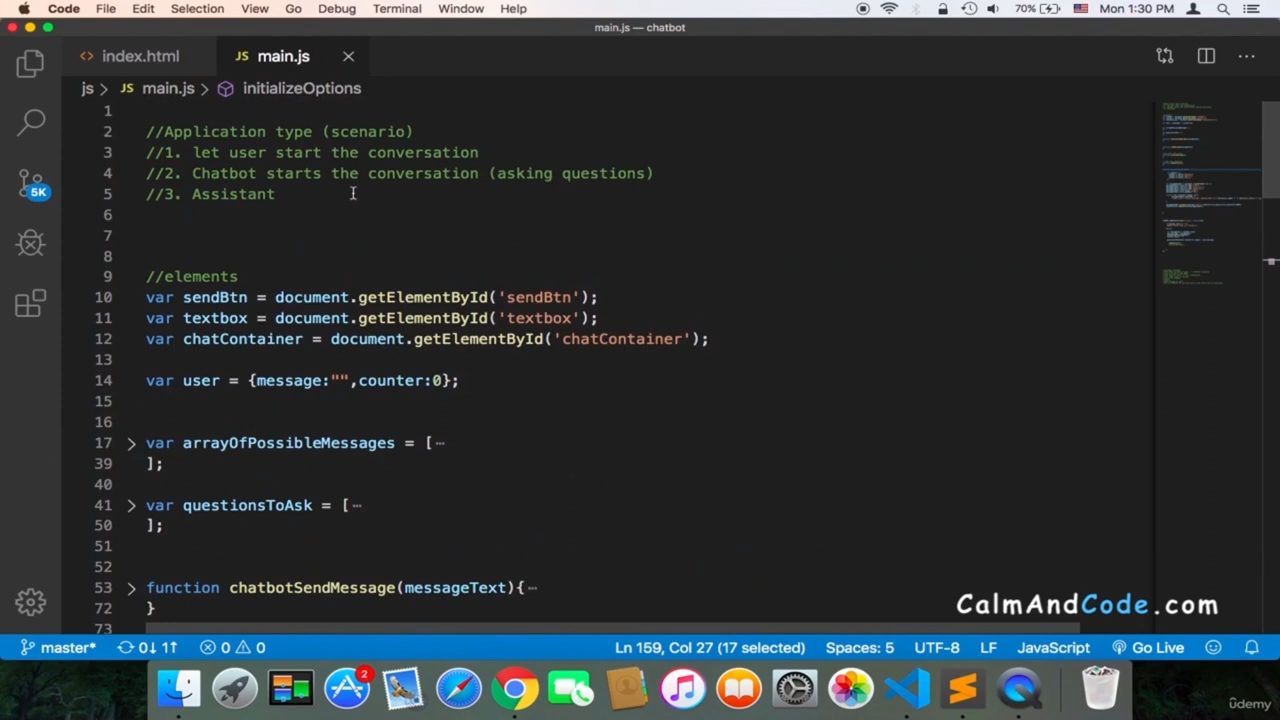 Code File Edit Selection View Go Debug Terminal Window Help 70% Mon 1:30 PM
main.js — chatbot
index.html JS main.js
js > JS main.js > initializeOptions
1
2 //Application type (scenario)
3 //1. let user start the conversation
4 //2. Chatbot starts the conversation (asking questions)
5 //3. Assistant
6
7
8
9 //elements
10 var sendBtn = document.getElementById('sendBtn');
11 var textbox = document.getElementById('textbox');
12 var chatContainer = document.getElementById('chatContainer');
13
14 var user = {message:"",counter:0};
15
16
17 var arrayOfPossibleMessages = [⋯
39 ];
40
41 var questionsToAsk = [⋯
50 ];
51
52
53 function chatbotSendMessage(messageText){⋯
72 }
73
5K
CalmAndCode.com
master* 0↓ 1↑ 0 0 Ln 159, Col 27 (17 selected) Spaces: 5 UTF-8 LF JavaScript Go Live
2
ûdemy